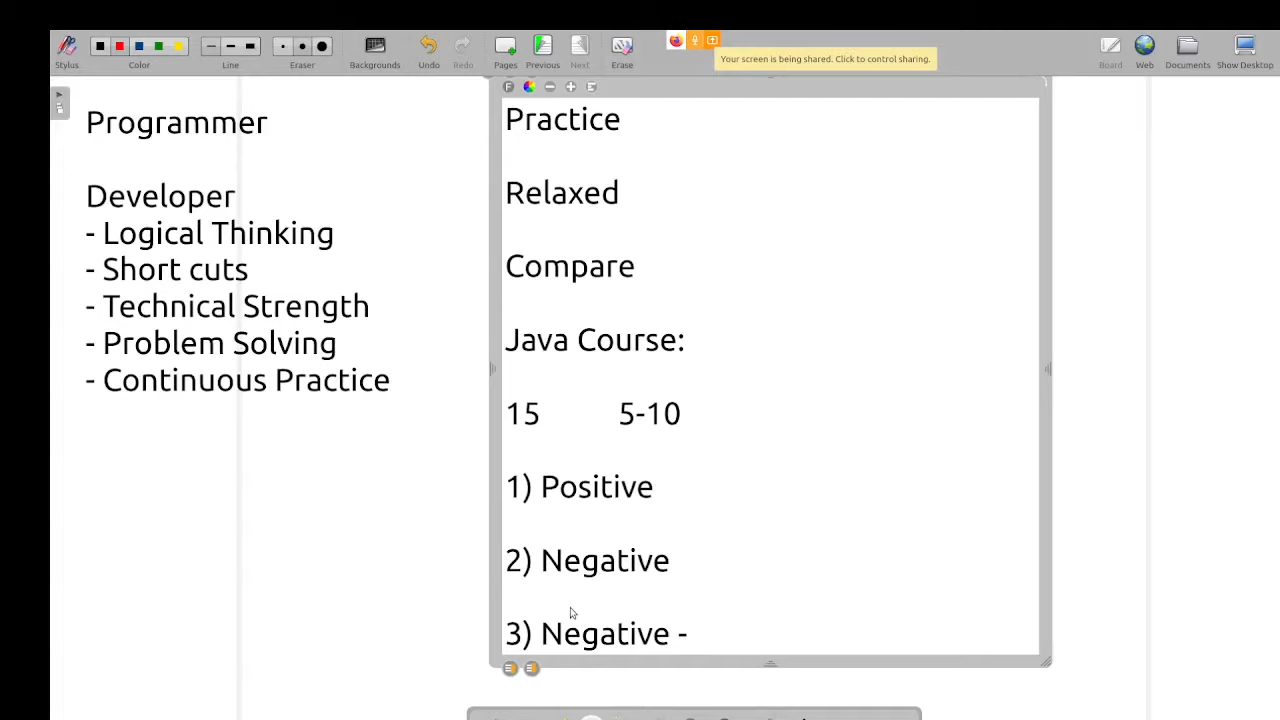 Stylus
Color
Line
Eraser
Backgrounds
Undo
Redo
Pages
Previous
Next
Erase
Your screen is being shared. Click to control sharing.
Board
Web
Documents
Show Desktop
Programmer
Developer
- Logical Thinking
- Short cuts
- Technical Strength
- Problem Solving
- Continuous Practice
Practice
Relaxed
Compare
Java Course:
15 5-10
1) Positive
2) Negative
3) Negative -